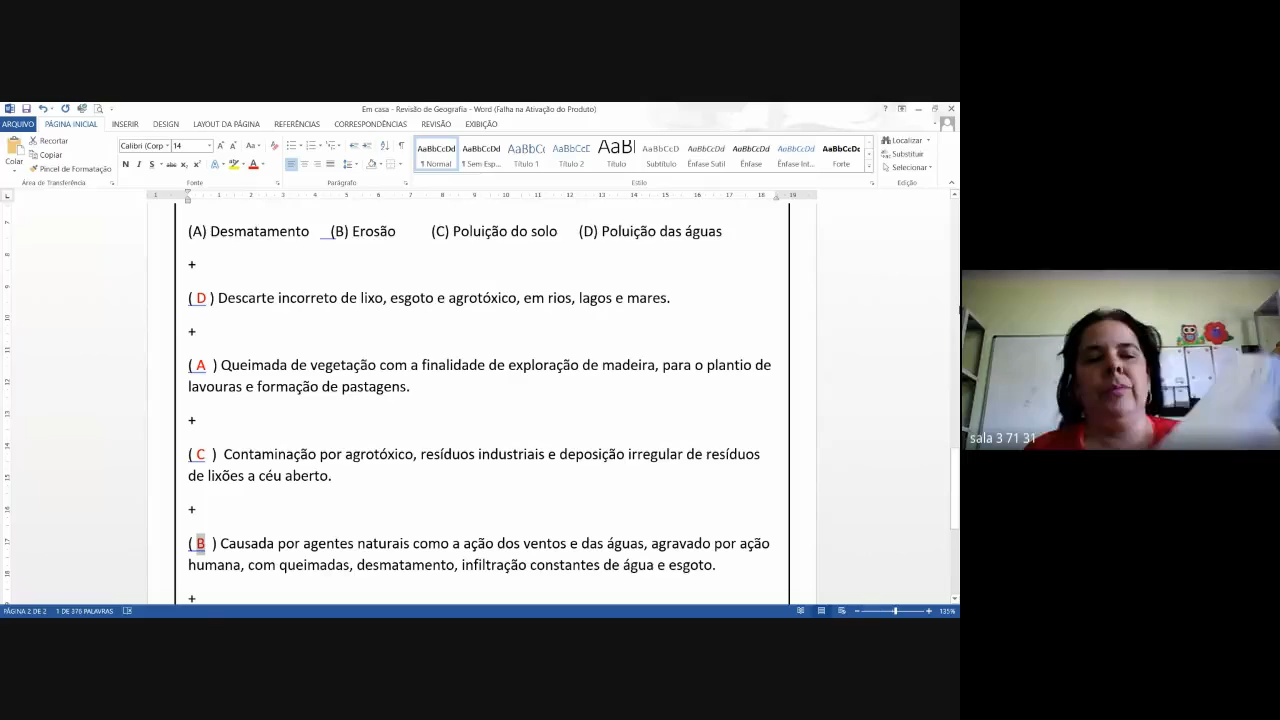 Em casa - Revisão de Geografia - Word (Falha na Ativação do Produto)
ARQUIVO PÁGINA INICIAL INSERIR DESIGN LAYOUT DA PÁGINA REFERÊNCIAS CORRESPONDÊNCIAS REVISÃO EXIBIÇÃO
Colar
Recortar
Copiar
Pincel de Formatação
Área de Transferência
Calibri (Corp 14
N I S abc x₂ x²
Fonte
Parágrafo
AaBbCcDd AaBbCcDd AaBbC AaBbCcE AaBl AaBbCcD AaBbCcDd AaBbCcDd AaBbCcDd AaBbCcDd
¶ Normal ¶ Sem Esp... Título 1 Título 2 Título Subtítulo Ênfase Sutil Ênfase Ênfase Int... Forte
Estilo
Localizar
Substituir
Selecionar
Edição
(A) Desmatamento (B) Erosão (C) Poluição do solo (D) Poluição das águas
+
( D ) Descarte incorreto de lixo, esgoto e agrotóxico, em rios, lagos e mares.
+
( A ) Queimada de vegetação com a finalidade de exploração de madeira, para o plantio de
lavouras e formação de pastagens.
+
( C ) Contaminação por agrotóxico, resíduos industriais e deposição irregular de resíduos
de lixões a céu aberto.
+
( B ) Causada por agentes naturais como a ação dos ventos e das águas, agravado por ação
humana, com queimadas, desmatamento, infiltração constantes de água e esgoto.
+
PÁGINA 2 DE 2 1 DE 376 PALAVRAS 135%
sala 3 71 31